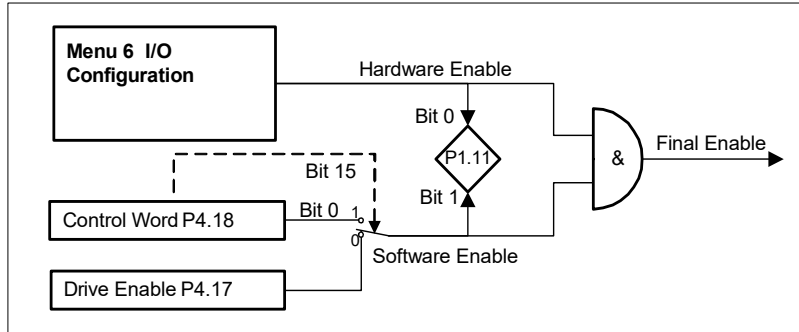 Menu 6 I/O
Configuration
Hardware Enable
Bit 0
P1.11
Bit 1
&
Final Enable
Bit 15
Control Word P4.18
Bit 0
1
0
Software Enable
Drive Enable P4.17